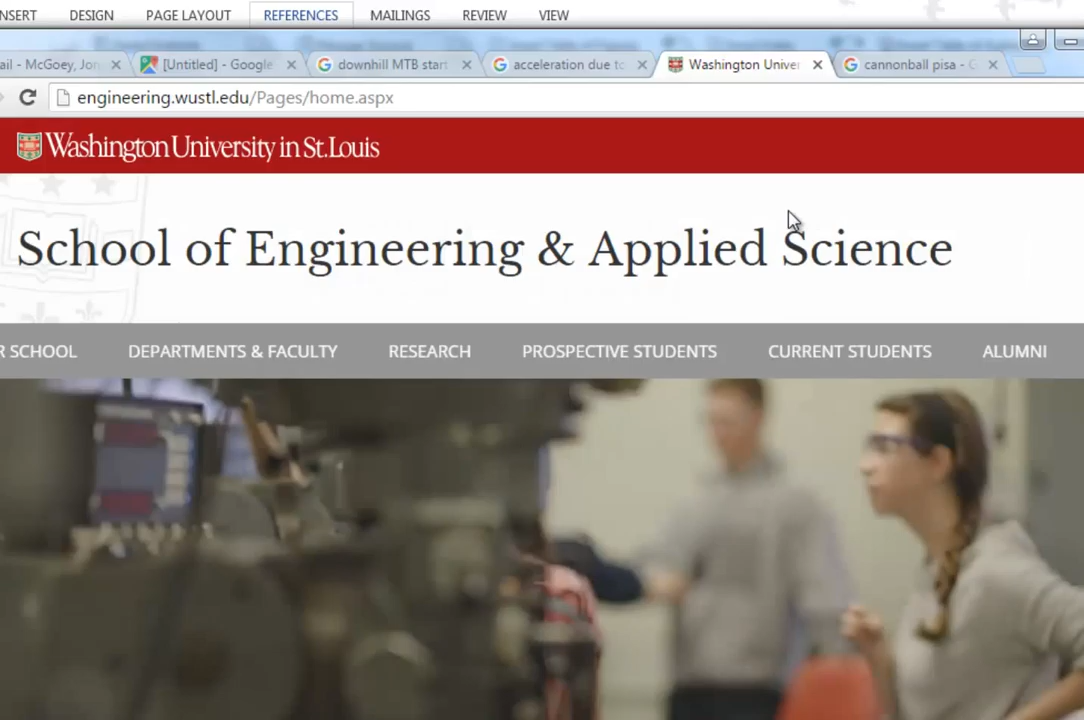 NSERT DESIGN PAGE LAYOUT REFERENCES MAILINGS REVIEW VIEW
ail - McGoey, Jon [Untitled] - Google downhill MTB start acceleration due to Washington Univer cannonball pisa - G
engineering.wustl.edu/Pages/home.aspx
Washington University in St.Louis
School of Engineering & Applied Science
R SCHOOL DEPARTMENTS & FACULTY RESEARCH PROSPECTIVE STUDENTS CURRENT STUDENTS ALUMNI